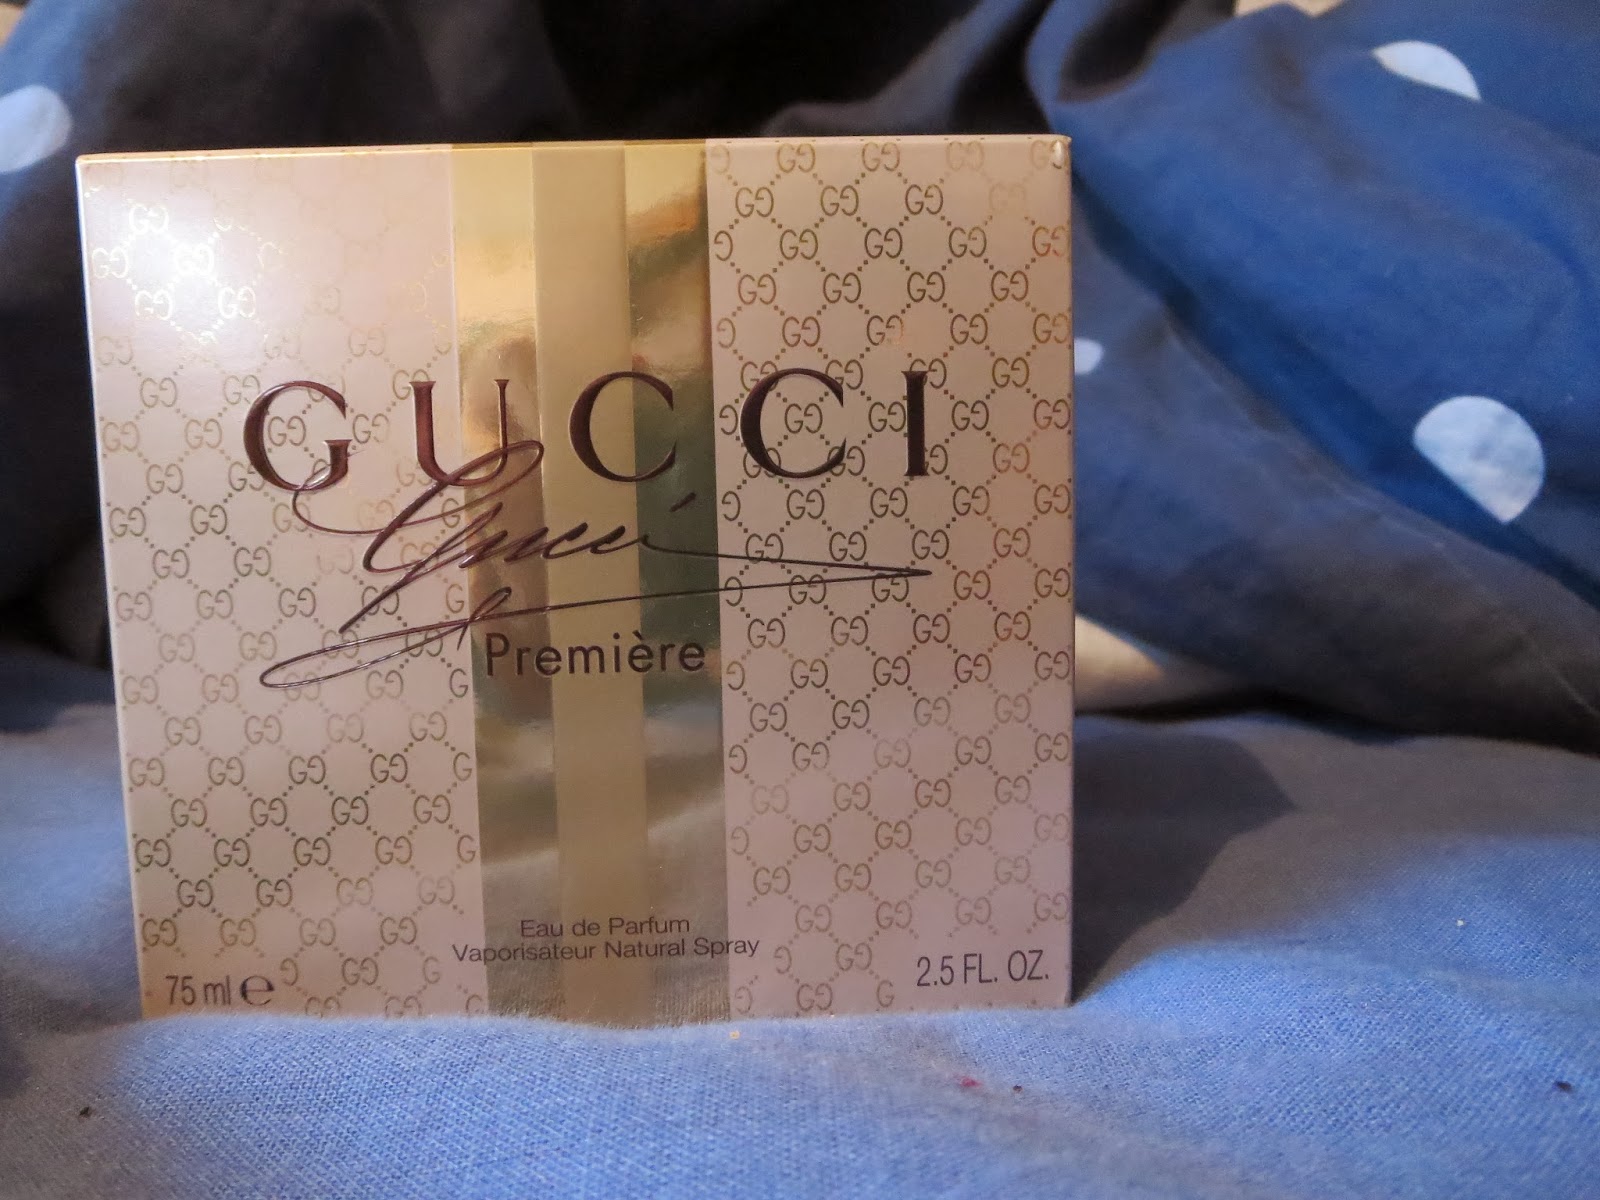 GUCCI
Gucci
Première
Eau de Parfum
Vaporisateur Natural Spray
75 ml ℮
2.5 FL. OZ.